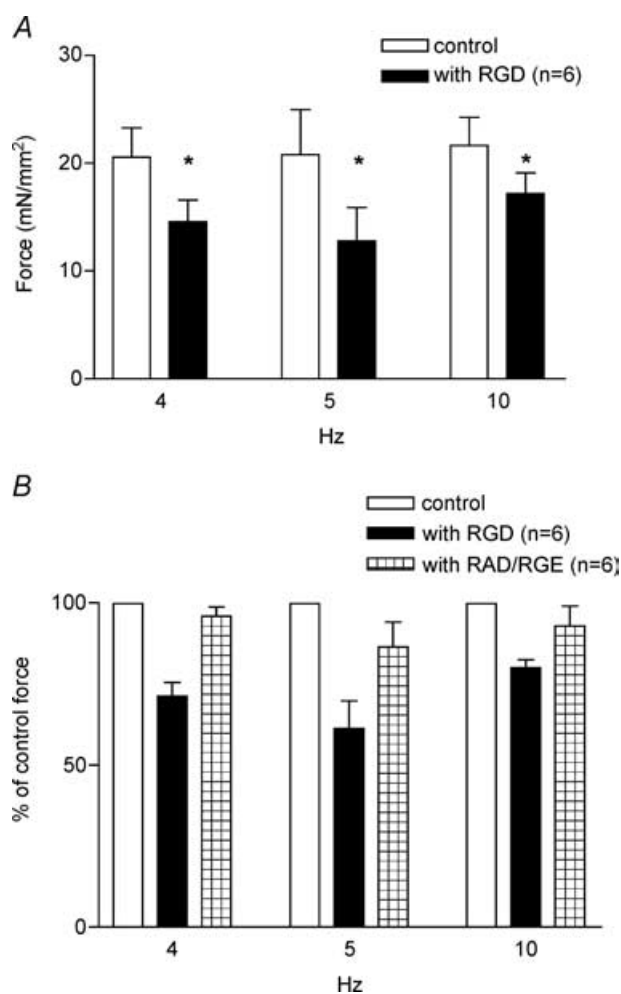 A
30
20
10
0
Force (mN/mm²)
control
with RGD (n=6)
*
*
*
4 5 10
Hz
B
control
with RGD (n=6)
with RAD/RGE (n=6)
100
50
0
% of control force
4 5 10
Hz